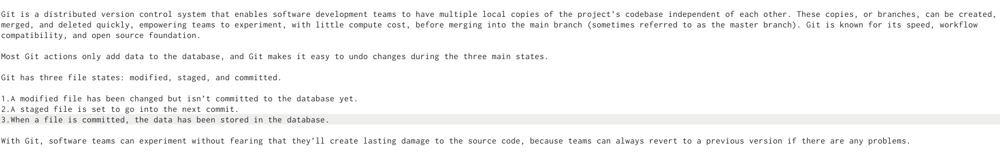 Git is a distributed version control system that enables software development teams to have multiple local copies of the project’s codebase independent of each other. These copies, or branches, can be created,
merged, and deleted quickly, empowering teams to experiment, with little compute cost, before merging into the main branch (sometimes referred to as the master branch). Git is known for its speed, workflow
compatibility, and open source foundation.
Most Git actions only add data to the database, and Git makes it easy to undo changes during the three main states.
Git has three file states: modified, staged, and committed.
1.A modified file has been changed but isn’t committed to the database yet.
2.A staged file is set to go into the next commit.
3.When a file is committed, the data has been stored in the database.
With Git, software teams can experiment without fearing that they’ll create lasting damage to the source code, because teams can always revert to a previous version if there are any problems.